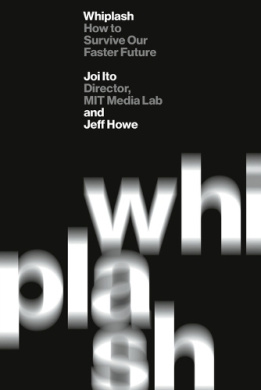 Whiplash
How to
Survive Our
Faster Future
Joi Ito
Director,
MIT Media Lab
and
Jeff Howe
whi
pla
sh